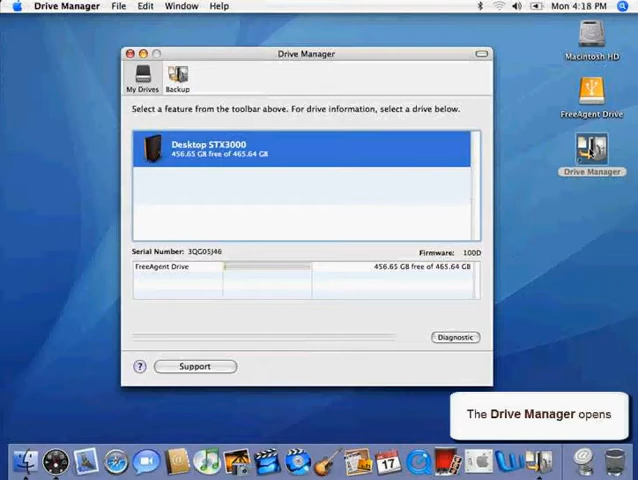 Drive Manager File Edit Window Help Mon 4:18 PM
Drive Manager
My Drives Backup
Select a feature from the toolbar above. For drive information, select a drive below.
Desktop STX3000
456.65 GB free of 465.64 GB
Serial Number: 3QG05J46 Firmware: 100D
FreeAgent Drive 456.65 GB free of 465.64 GB
Diagnostic
? Support
Macintosh HD
FreeAgent Drive
Drive Manager
The Drive Manager opens
17